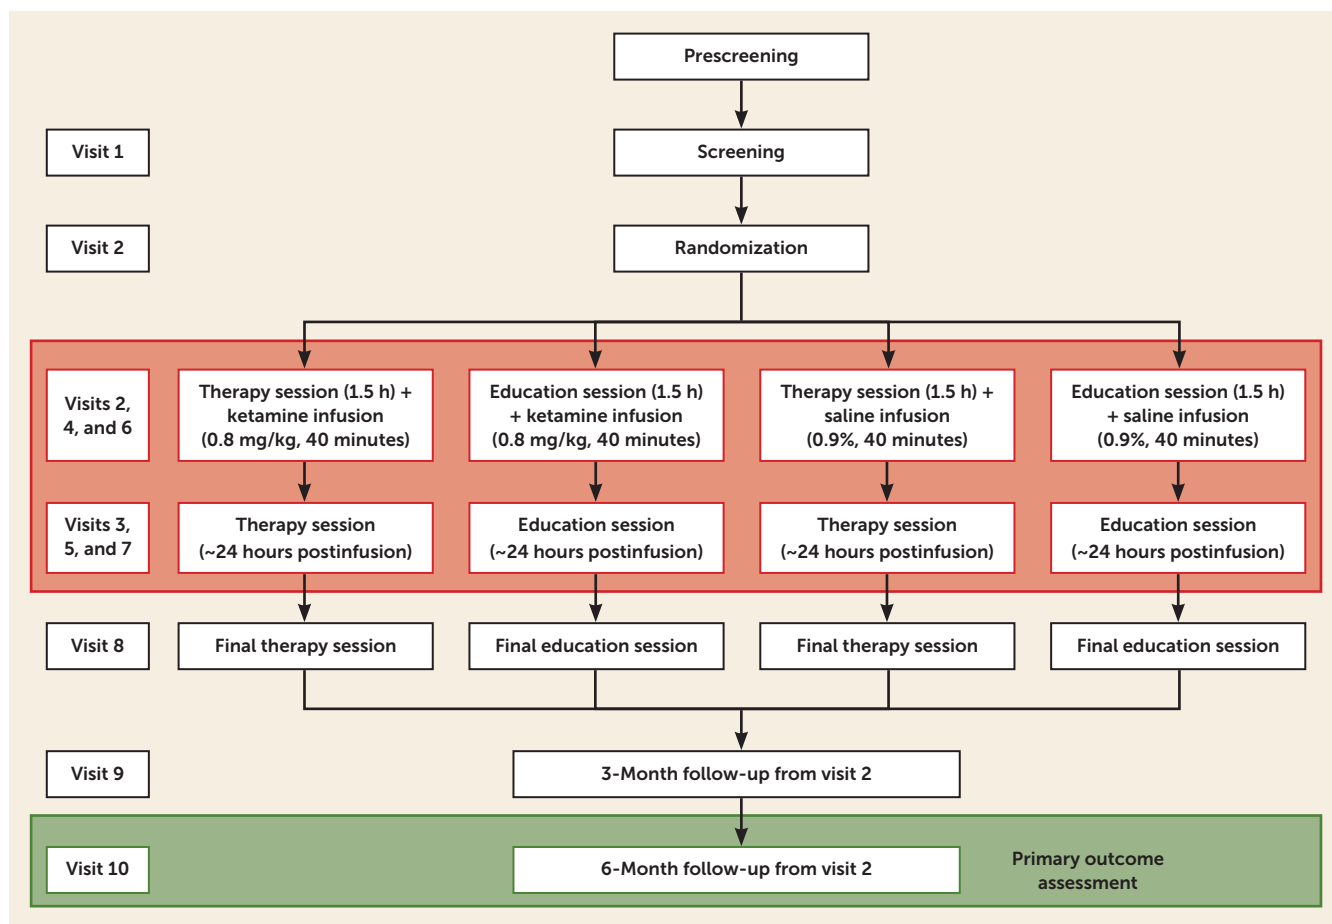 Prescreening
Visit 1
Screening
Visit 2
Randomization
Visits 2,
4, and 6
Therapy session (1.5 h) +
ketamine infusion
(0.8 mg/kg, 40 minutes)
Education session (1.5 h)
+ ketamine infusion
(0.8 mg/kg, 40 minutes)
Therapy session (1.5 h) +
saline infusion
(0.9%, 40 minutes)
Education session (1.5 h)
+ saline infusion
(0.9%, 40 minutes)
Visits 3,
5, and 7
Therapy session
(~24 hours postinfusion)
Education session
(~24 hours postinfusion)
Therapy session
(~24 hours postinfusion)
Education session
(~24 hours postinfusion)
Visit 8
Final therapy session
Final education session
Final therapy session
Final education session
Visit 9
3-Month follow-up from visit 2
Visit 10
6-Month follow-up from visit 2
Primary outcome
assessment